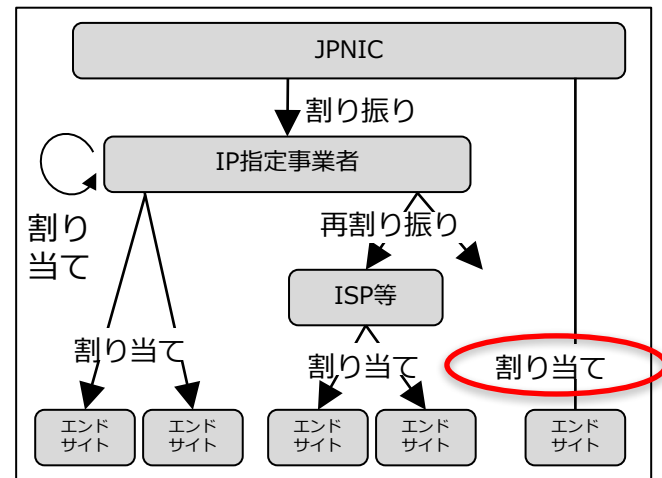 JPNIC
割り振り
IP指定事業者
割り
当て
再割り振り
ISP等
割り当て
割り当て
割り当て
エンド
サイト
エンド
サイト
エンド
サイト
エンド
サイト
エンド
サイト